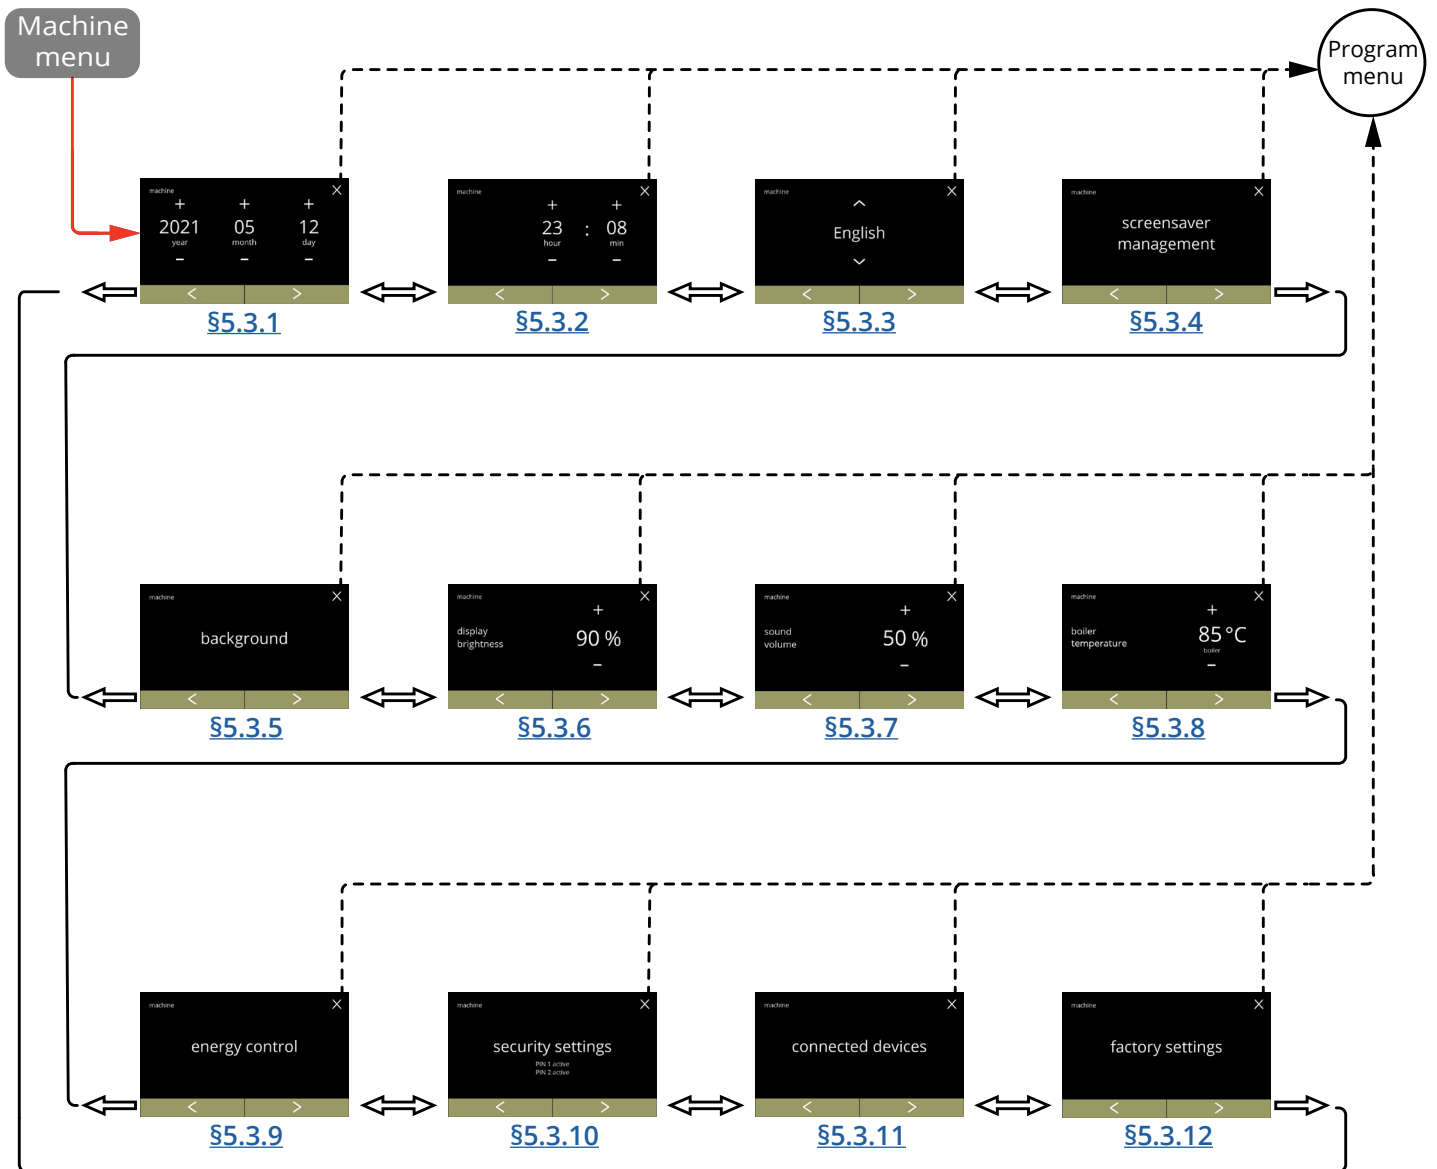 Machine
menu
Program
menu
machine
X
+ + +
2021 05 12
year month day
− − −
< >
§5.3.1
machine
X
+ +
23 : 08
hour min
− −
< >
§5.3.2
machine
X
English
< >
§5.3.3
machine
X
screensaver
management
< >
§5.3.4
machine
X
background
< >
§5.3.5
machine
X
+
display
brightness
90 %
−
< >
§5.3.6
machine
X
+
sound
volume
50 %
−
< >
§5.3.7
machine
X
+
boiler
temperature
85 °C
boiler
−
< >
§5.3.8
machine
X
energy control
< >
§5.3.9
machine
X
security settings
PIN 1 active
PIN 2 active
< >
§5.3.10
machine
X
connected devices
< >
§5.3.11
machine
X
factory settings
< >
§5.3.12